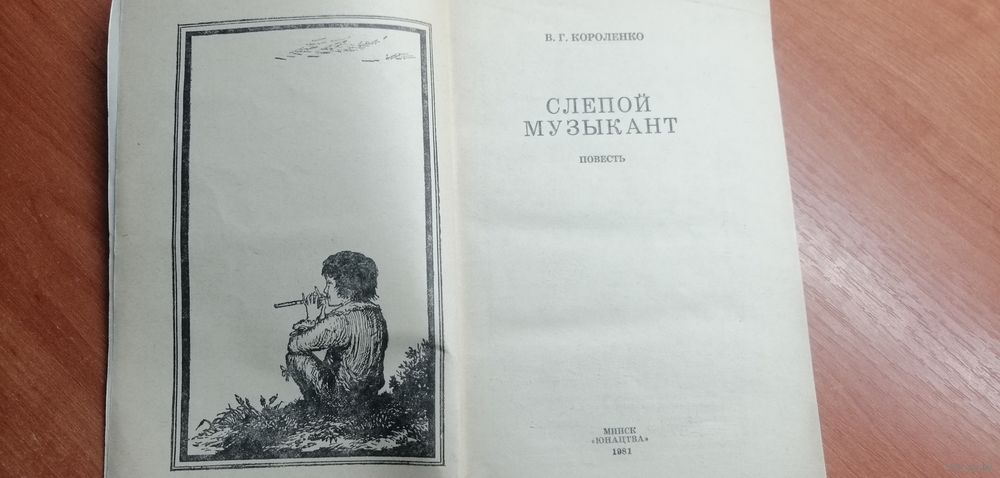 В. Г. КОРОЛЕНКО
СЛЕПОЙ
МУЗЫКАНТ
ПОВЕСТЬ
МИНСК
«ЮНАЦТВА»
1981